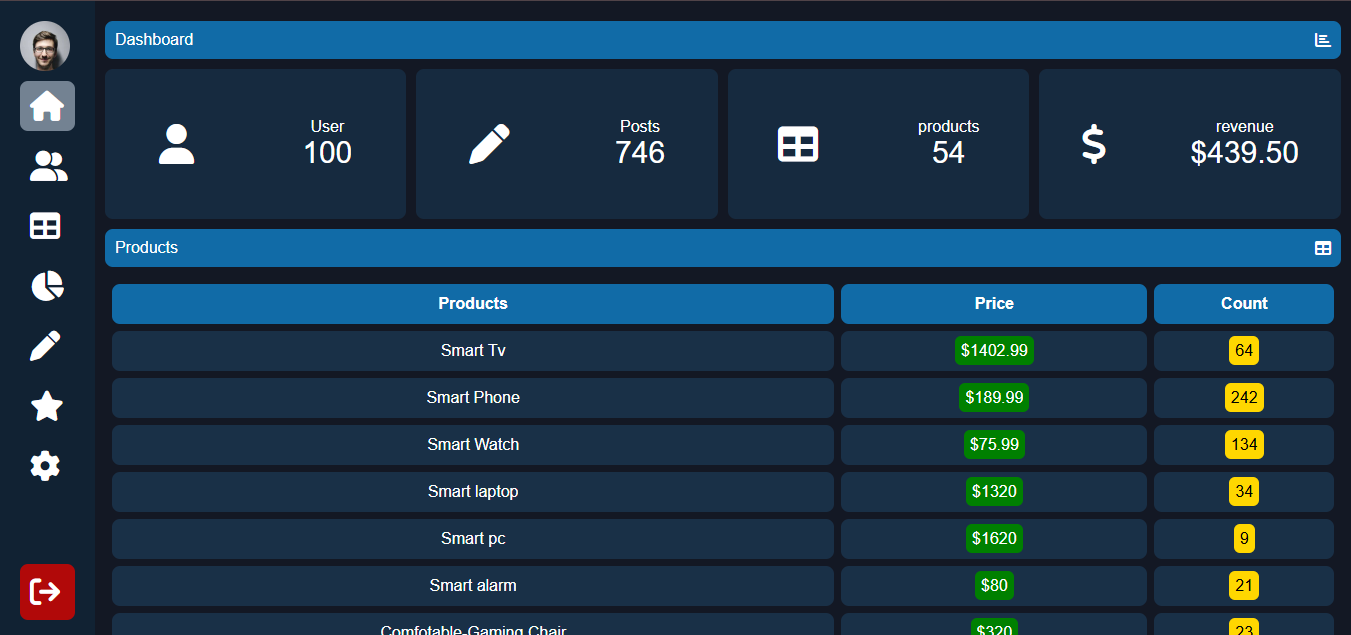 Dashboard
User
100
Posts
746
products
54
revenue
$439.50
Products
Products Price Count
Smart Tv $1402.99 64
Smart Phone $189.99 242
Smart Watch $75.99 134
Smart laptop $1320 34
Smart pc $1620 9
Smart alarm $80 21
Comfotable-Gaming Chair $320 23